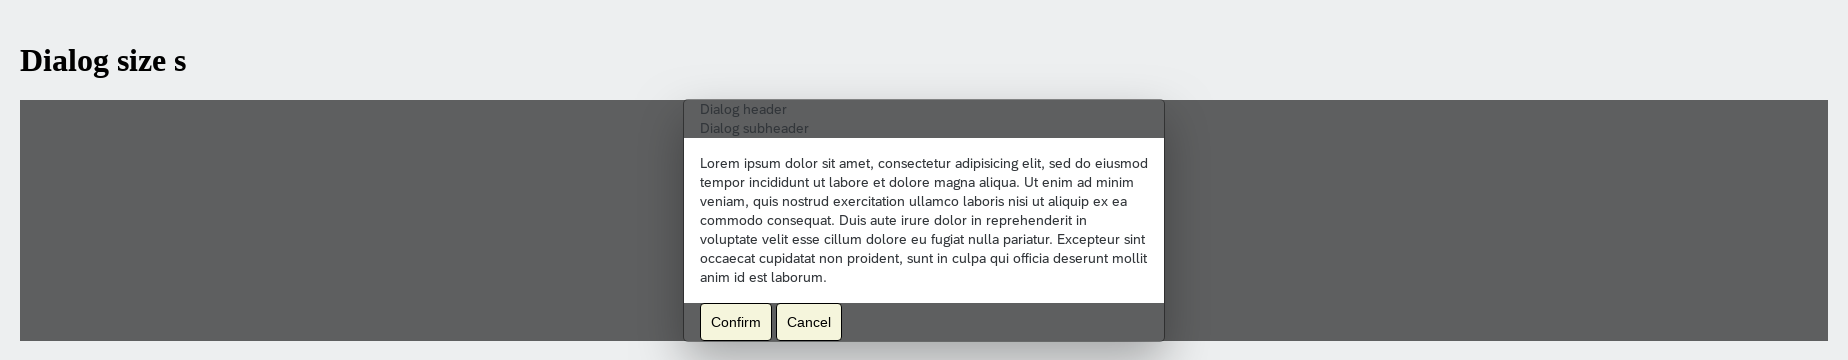 Dialog size s
Dialog header
Dialog subheader
Lorem ipsum dolor sit amet, consectetur adipisicing elit, sed do eiusmod
tempor incididunt ut labore et dolore magna aliqua. Ut enim ad minim
veniam, quis nostrud exercitation ullamco laboris nisi ut aliquip ex ea
commodo consequat. Duis aute irure dolor in reprehenderit in
voluptate velit esse cillum dolore eu fugiat nulla pariatur. Excepteur sint
occaecat cupidatat non proident, sunt in culpa qui officia deserunt mollit
anim id est laborum.
Confirm Cancel